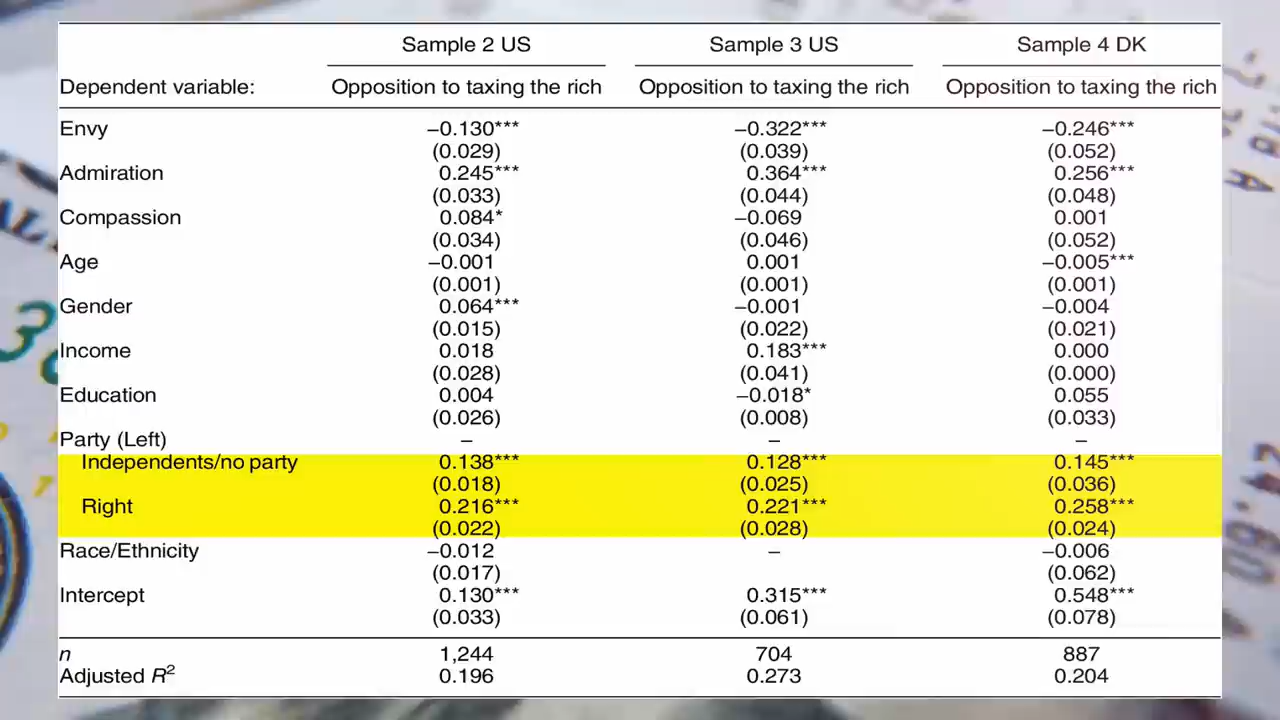 Sample 2 US Sample 3 US Sample 4 DK
Dependent variable: Opposition to taxing the rich Opposition to taxing the rich Opposition to taxing the rich
Envy −0.130*** −0.322*** −0.246***
(0.029) (0.039) (0.052)
Admiration 0.245*** 0.364*** 0.256***
(0.033) (0.044) (0.048)
Compassion 0.084* −0.069 0.001
(0.034) (0.046) (0.052)
Age −0.001 0.001 −0.005***
(0.001) (0.001) (0.001)
Gender 0.064*** −0.001 −0.004
(0.015) (0.022) (0.021)
Income 0.018 0.183*** 0.000
(0.028) (0.041) (0.000)
Education 0.004 −0.018* 0.055
(0.026) (0.008) (0.033)
Party (Left) – – –
Independents/no party 0.138*** 0.128*** 0.145***
(0.018) (0.025) (0.036)
Right 0.216*** 0.221*** 0.258***
(0.022) (0.028) (0.024)
Race/Ethnicity −0.012 – −0.006
(0.017) (0.062)
Intercept 0.130*** 0.315*** 0.548***
(0.033) (0.061) (0.078)
n 1,244 704 887
Adjusted R² 0.196 0.273 0.204